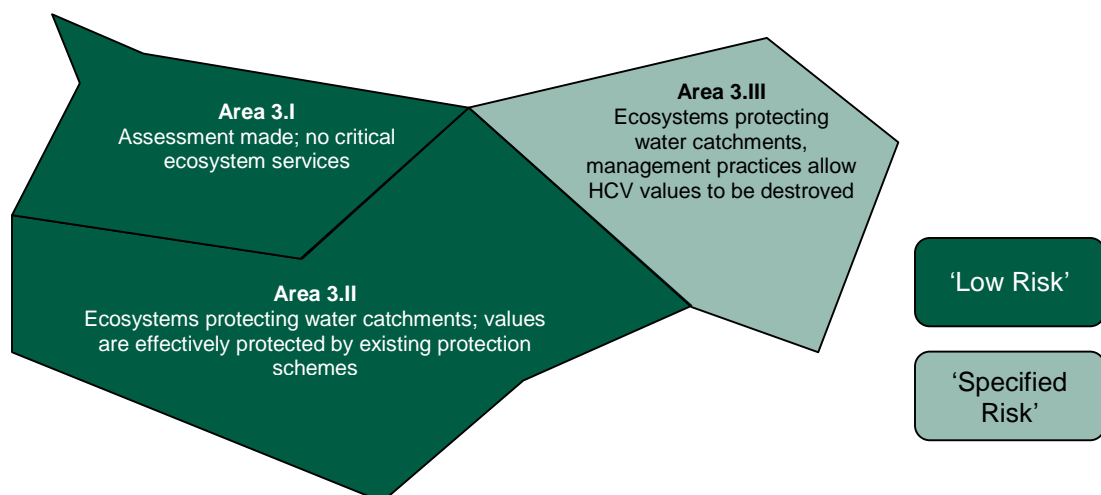 Area 3.I
Assessment made; no critical
ecosystem services
Area 3.III
Ecosystems protecting
water catchments,
management practices allow
HCV values to be destroyed
Area 3.II
Ecosystems protecting water catchments; values
are effectively protected by existing protection
schemes
‘Low Risk’
‘Specified
Risk’